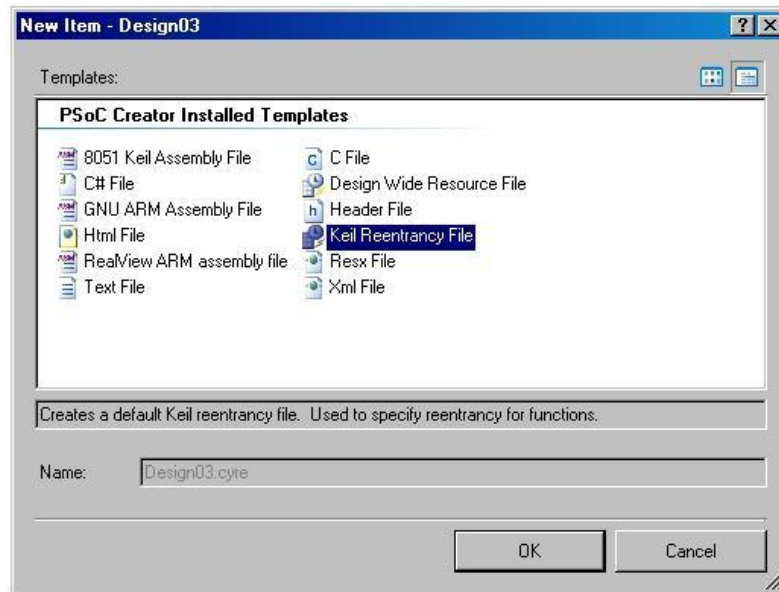 New Item - Design03
Templates:
PSoC Creator Installed Templates
8051 Keil Assembly File
C File
C# File
Design Wide Resource File
GNU ARM Assembly File
Header File
Html File
Keil Reentrancy File
RealView ARM assembly file
Resx File
Text File
Xml File
Creates a default Keil reentrancy file. Used to specify reentrancy for functions.
Name: Design03.cyre
OK Cancel